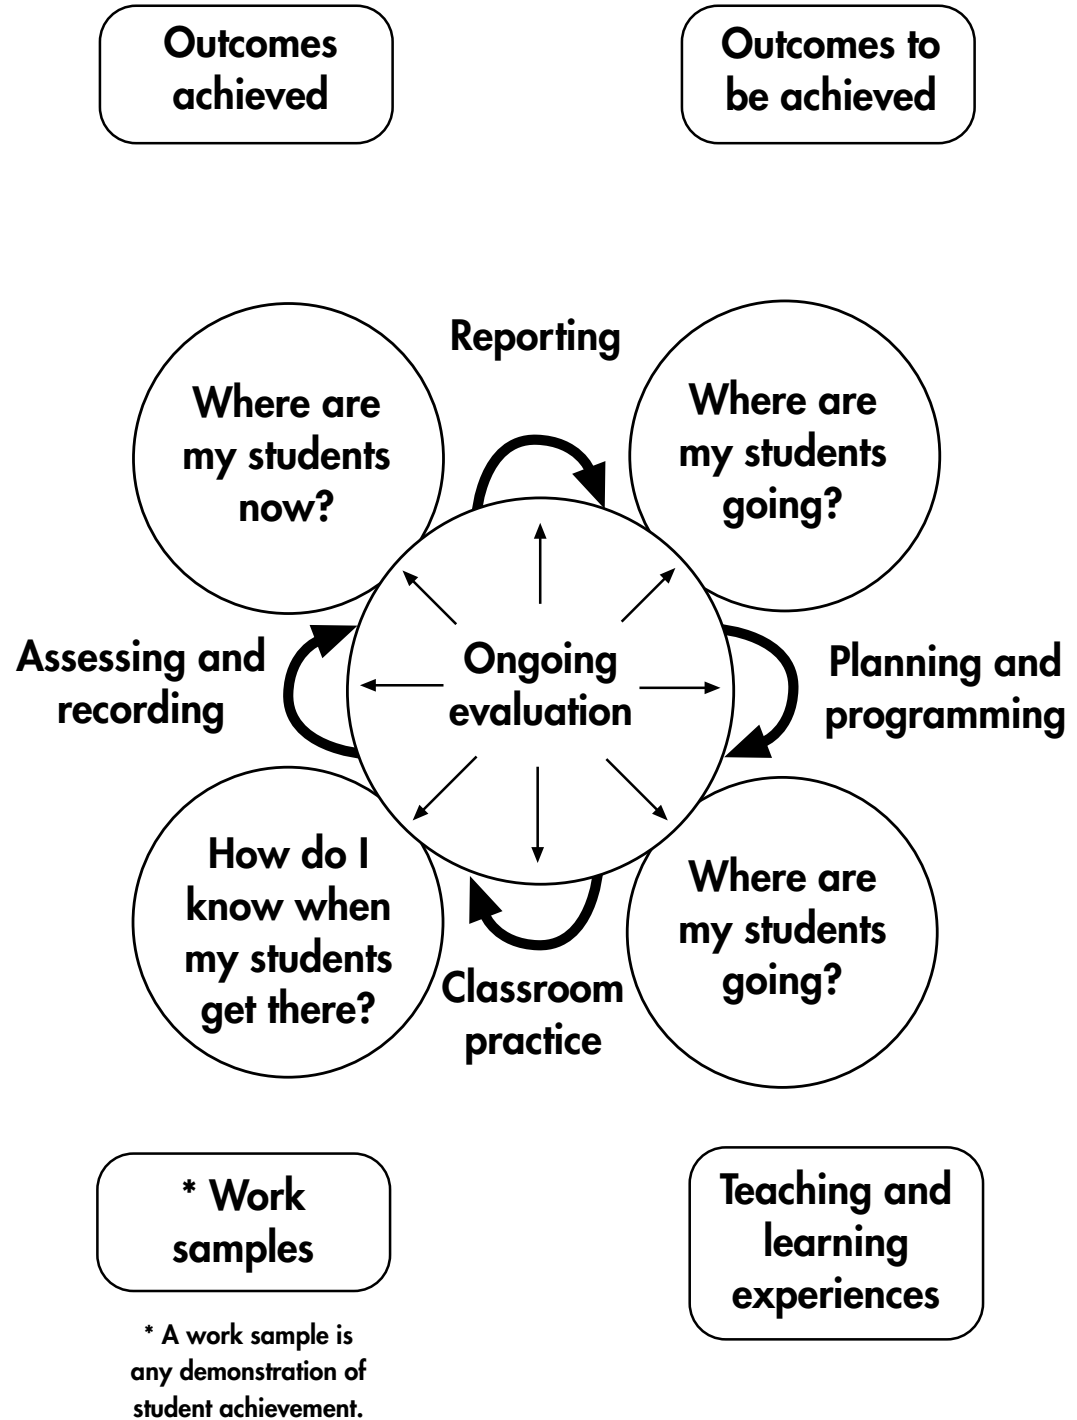 Outcomes
achieved
Outcomes to
be achieved
Reporting
Where are
my students
now?
Where are
my students
going?
Assessing and
recording
Ongoing
evaluation
Planning and
programming
How do I
know when
my students
get there?
Classroom
practice
Where are
my students
going?
* Work
samples
Teaching and
learning
experiences
* A work sample is
any demonstration of
student achievement.